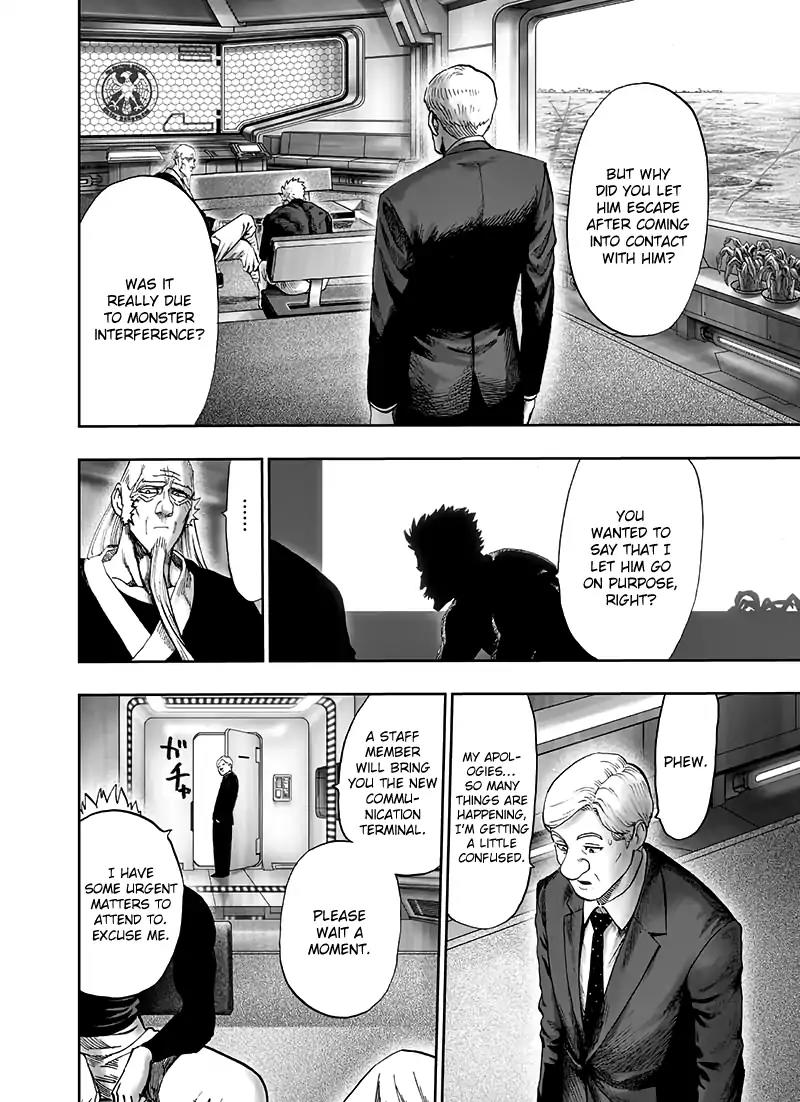 BUT WHY
DID YOU LET
HIM ESCAPE
AFTER COMING
INTO CONTACT
WITH HIM?
WAS IT
REALLY DUE
TO MONSTER
INTERFERENCE?
YOU
WANTED TO
SAY THAT I
LET HIM GO
ON PURPOSE,
RIGHT?
......
PHEW.
MY APOL-
OGIES...
SO MANY
THINGS ARE
HAPPENING,
I'M GETTING
A LITTLE
CONFUSED.
A STAFF
MEMBER
WILL BRING
YOU THE NEW
COMMU-
NICATION
TERMINAL.
PLEASE
WAIT A
MOMENT.
ガチャ
I HAVE
SOME URGENT
MATTERS TO
ATTEND TO.
EXCUSE ME.